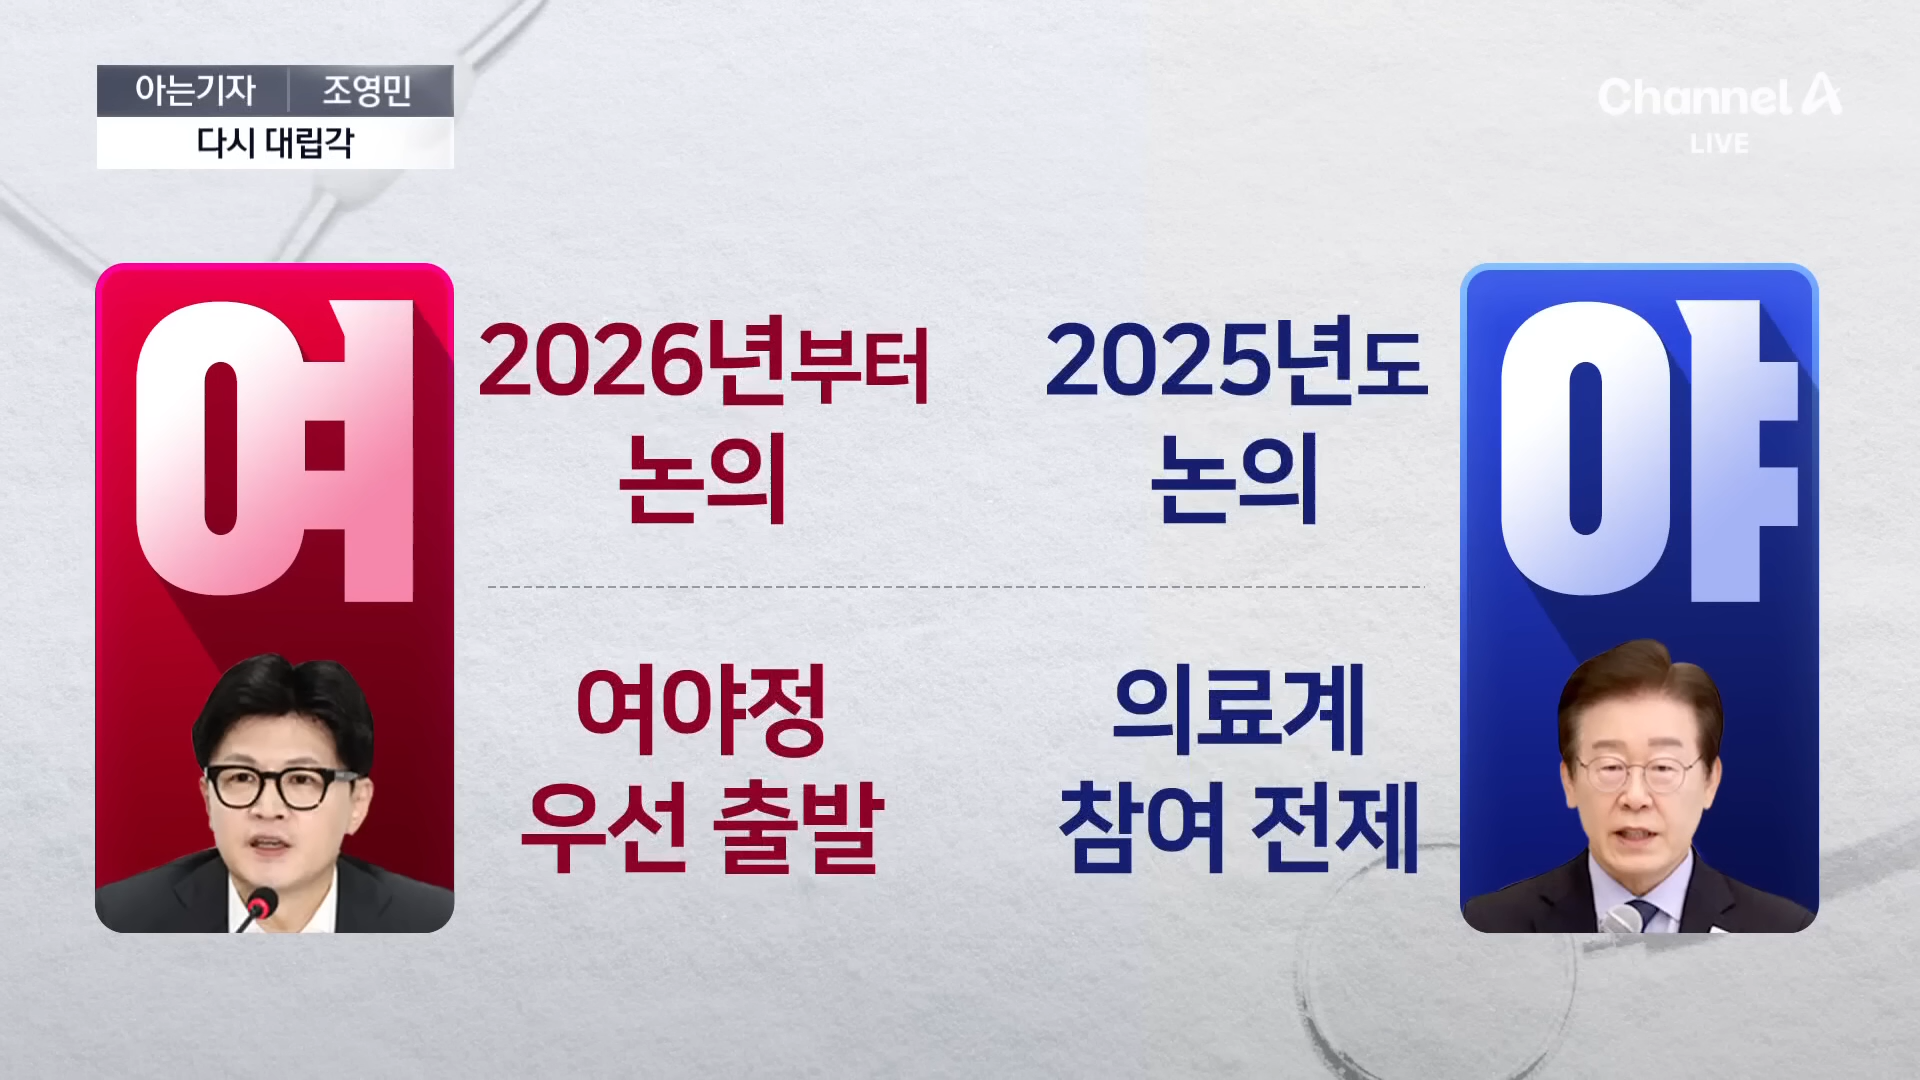 아는기자 조영민
다시 대립각
Channel A
LIVE
여
2026년부터
논의
여야정
우선 출발
2025년도
논의
의료계
참여 전제
야